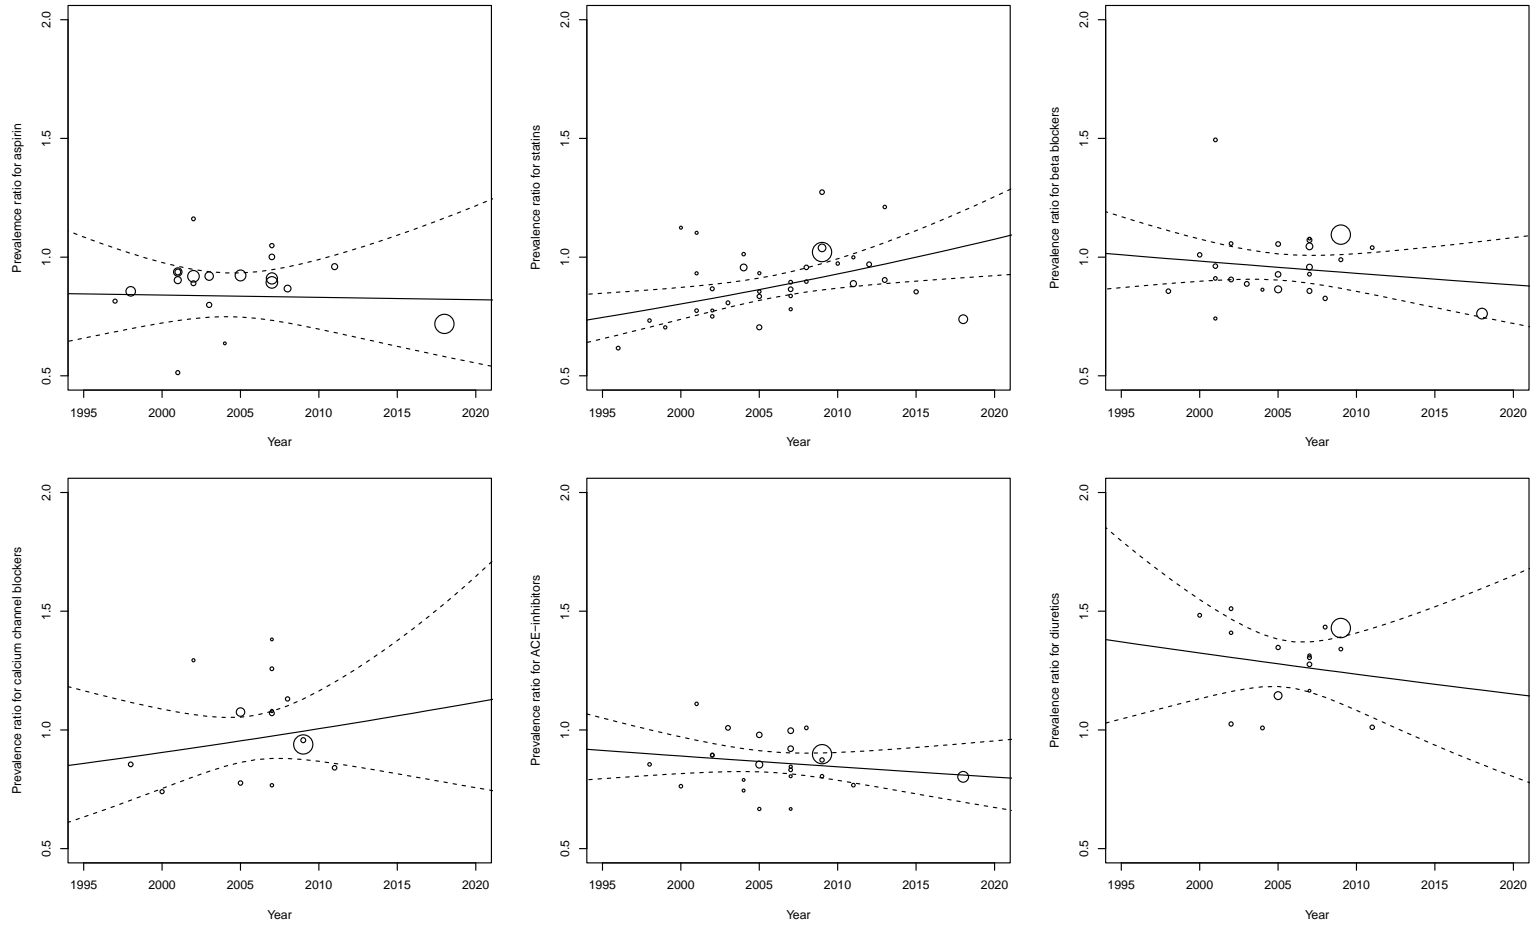 Prevalemce ratio for aspirin
2.0
1.5
1.0
0.5
1995 2000 2005 2010 2015 2020
Year
Prevalence ratio for statins
2.0
1.5
1.0
0.5
1995 2000 2005 2010 2015 2020
Year
Prevalence ratio for beta blockers
2.0
1.5
1.0
0.5
1995 2000 2005 2010 2015 2020
Year
Prevalence ratio for calcium channel blockers
2.0
1.5
1.0
0.5
1995 2000 2005 2010 2015 2020
Year
Prevalence ratio for ACE−inhibitors
2.0
1.5
1.0
0.5
1995 2000 2005 2010 2015 2020
Year
Prevalence ratio for diuretics
2.0
1.5
1.0
0.5
1995 2000 2005 2010 2015 2020
Year